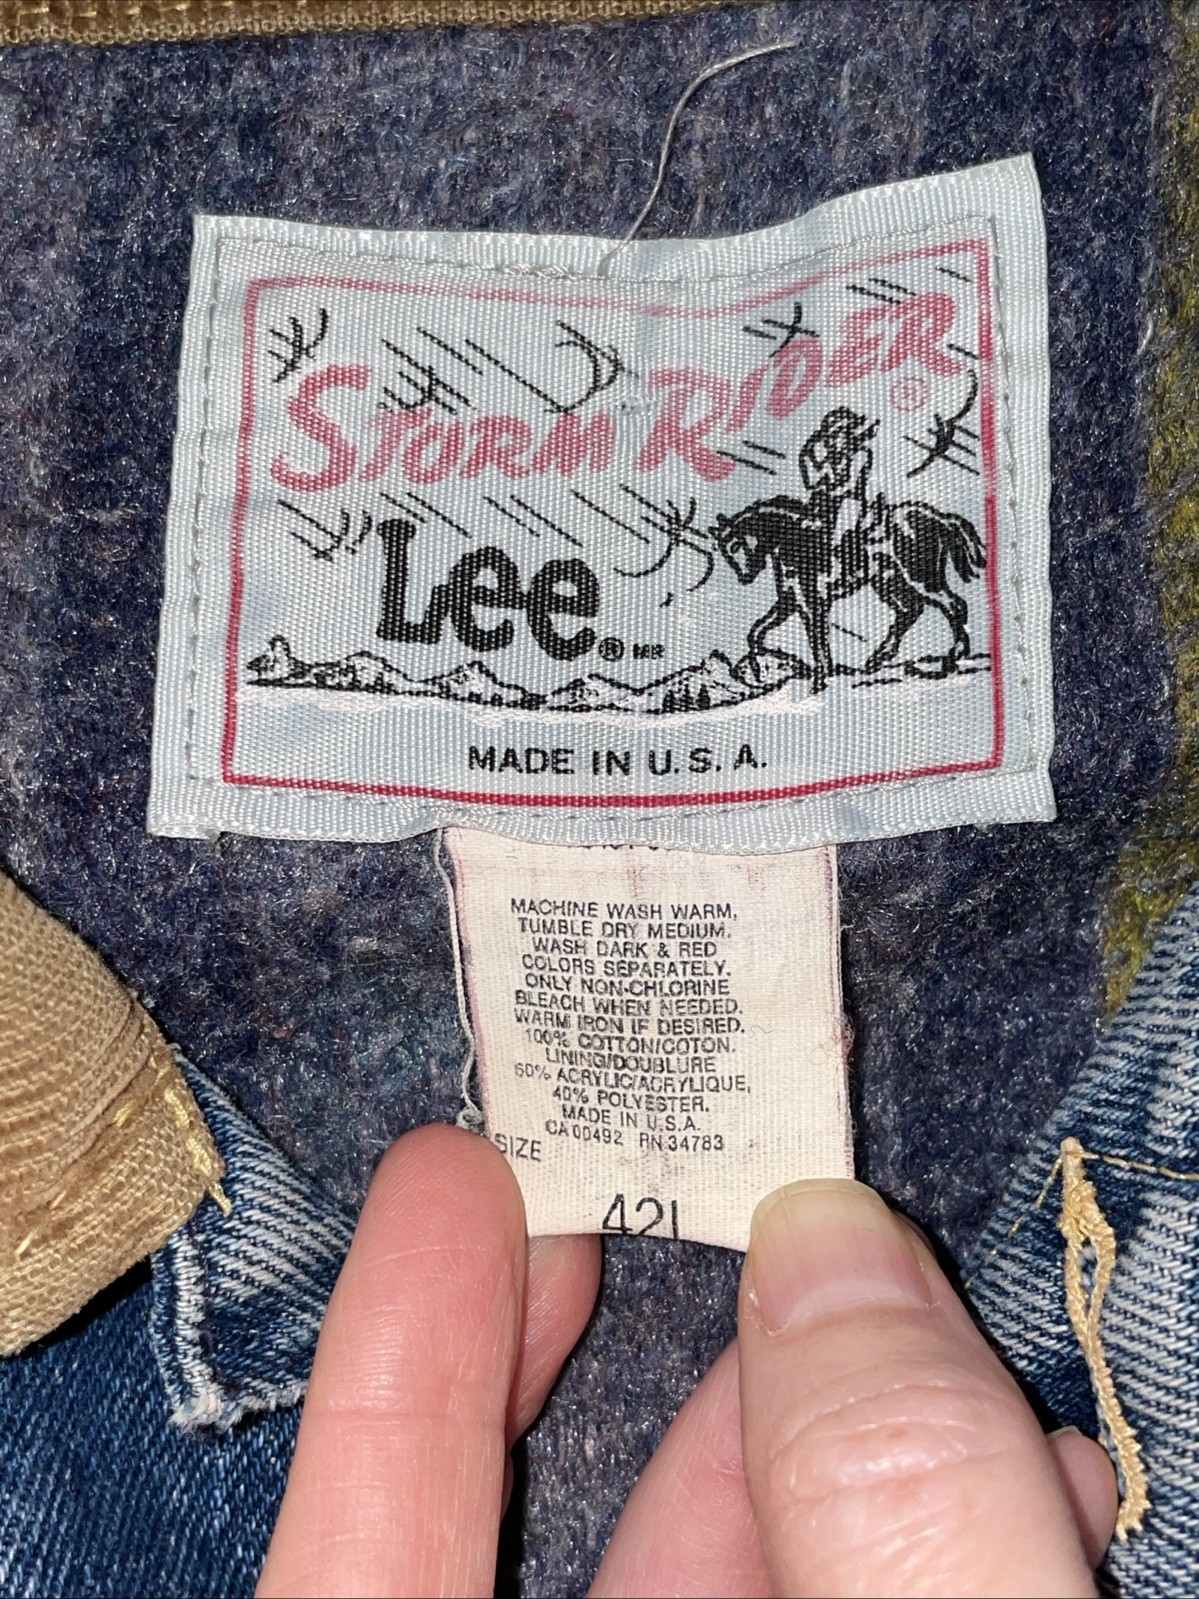 STORM RIDER ®
Lee ® MR
MADE IN U.S.A.
MACHINE WASH WARM,
TUMBLE DRY MEDIUM.
WASH DARK & RED
COLORS SEPARATELY.
ONLY NON-CHLORINE
BLEACH WHEN NEEDED.
WARM IRON IF DESIRED.
100% COTTON/COTON.
LINING/DOUBLURE
60% ACRYLIC/ACRYLIQUE,
40% POLYESTER.
MADE IN U.S.A.
CA 00492 RN 34783
SIZE
42L